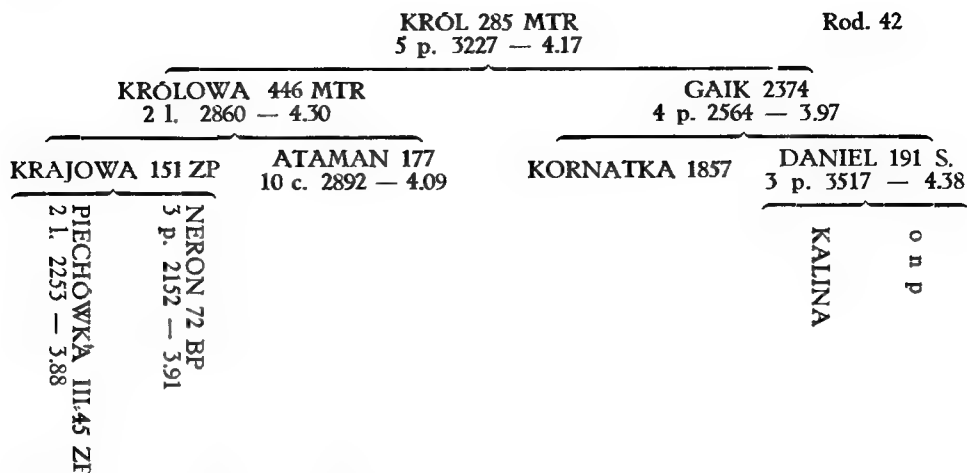 KRÓL 285 MTR
5 p. 3227 — 4.17
Rod. 42
KRÓLOWA 446 MTR
2 l. 2860 — 4.30
GAIK 2374
4 p. 2564 — 3.97
KRAJOWA 151 ZP
ATAMAN 177
10 c. 2892 — 4.09
KORNATKA 1857
DANIEL 191 S.
3 p. 3517 — 4.38
PIECHÓWKA III 45 ZP
2 l. 2253 — 3.88
NERON 72 BP
3 p. 2152 — 3.91
KALINA
o n p